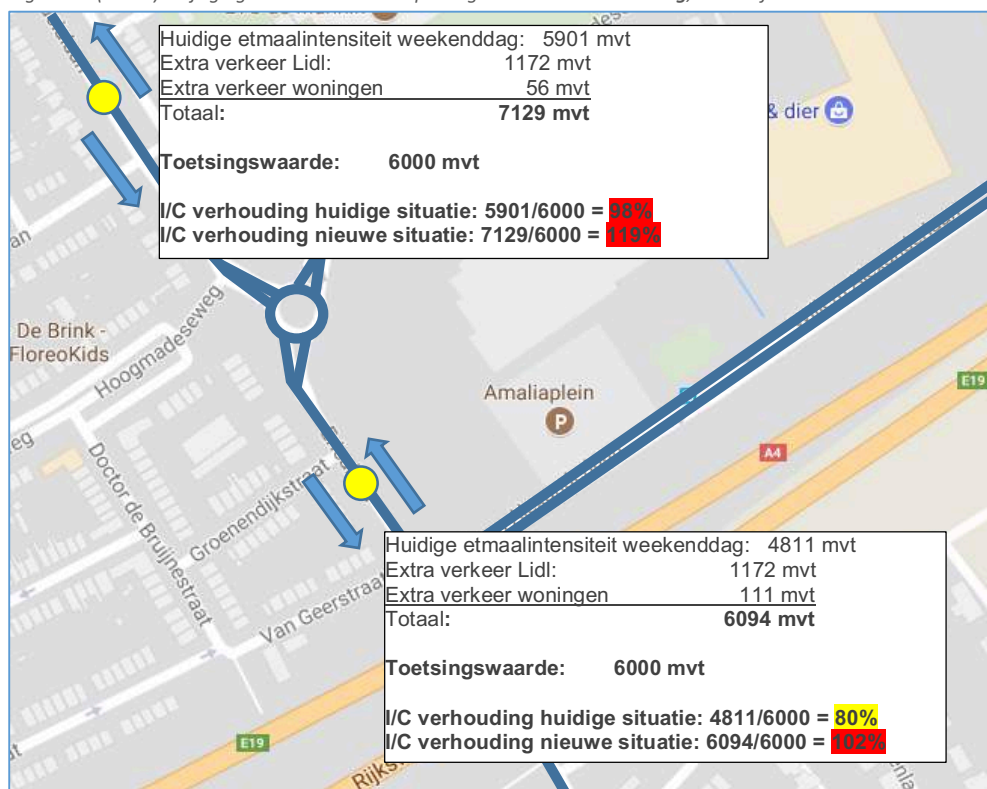 Huidige etmaalintensiteit weekenddag: 5901 mvt
Extra verkeer Lidl: 1172 mvt
Extra verkeer woningen 56 mvt
Totaal: 7129 mvt
Toetsingswaarde: 6000 mvt
I/C verhouding huidige situatie: 5901/6000 = 98%
I/C verhouding nieuwe situatie: 7129/6000 = 119%
& dier
De Brink -
FloreoKids
Hoogmadeseweg
Amaliaplein
P
E19
A4
Doctor de Bruijnestraat
Groenendijkstraat
Van Geerstraat
E19
Huidige etmaalintensiteit weekenddag: 4811 mvt
Extra verkeer Lidl: 1172 mvt
Extra verkeer woningen 111 mvt
Totaal: 6094 mvt
Toetsingswaarde: 6000 mvt
I/C verhouding huidige situatie: 4811/6000 = 80%
I/C verhouding nieuwe situatie: 6094/6000 = 102%